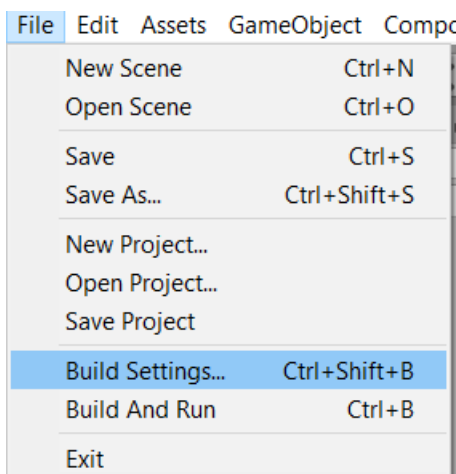 File Edit Assets GameObject Compo
New Scene Ctrl+N
Open Scene Ctrl+O
Save Ctrl+S
Save As... Ctrl+Shift+S
New Project...
Open Project...
Save Project
Build Settings... Ctrl+Shift+B
Build And Run Ctrl+B
Exit